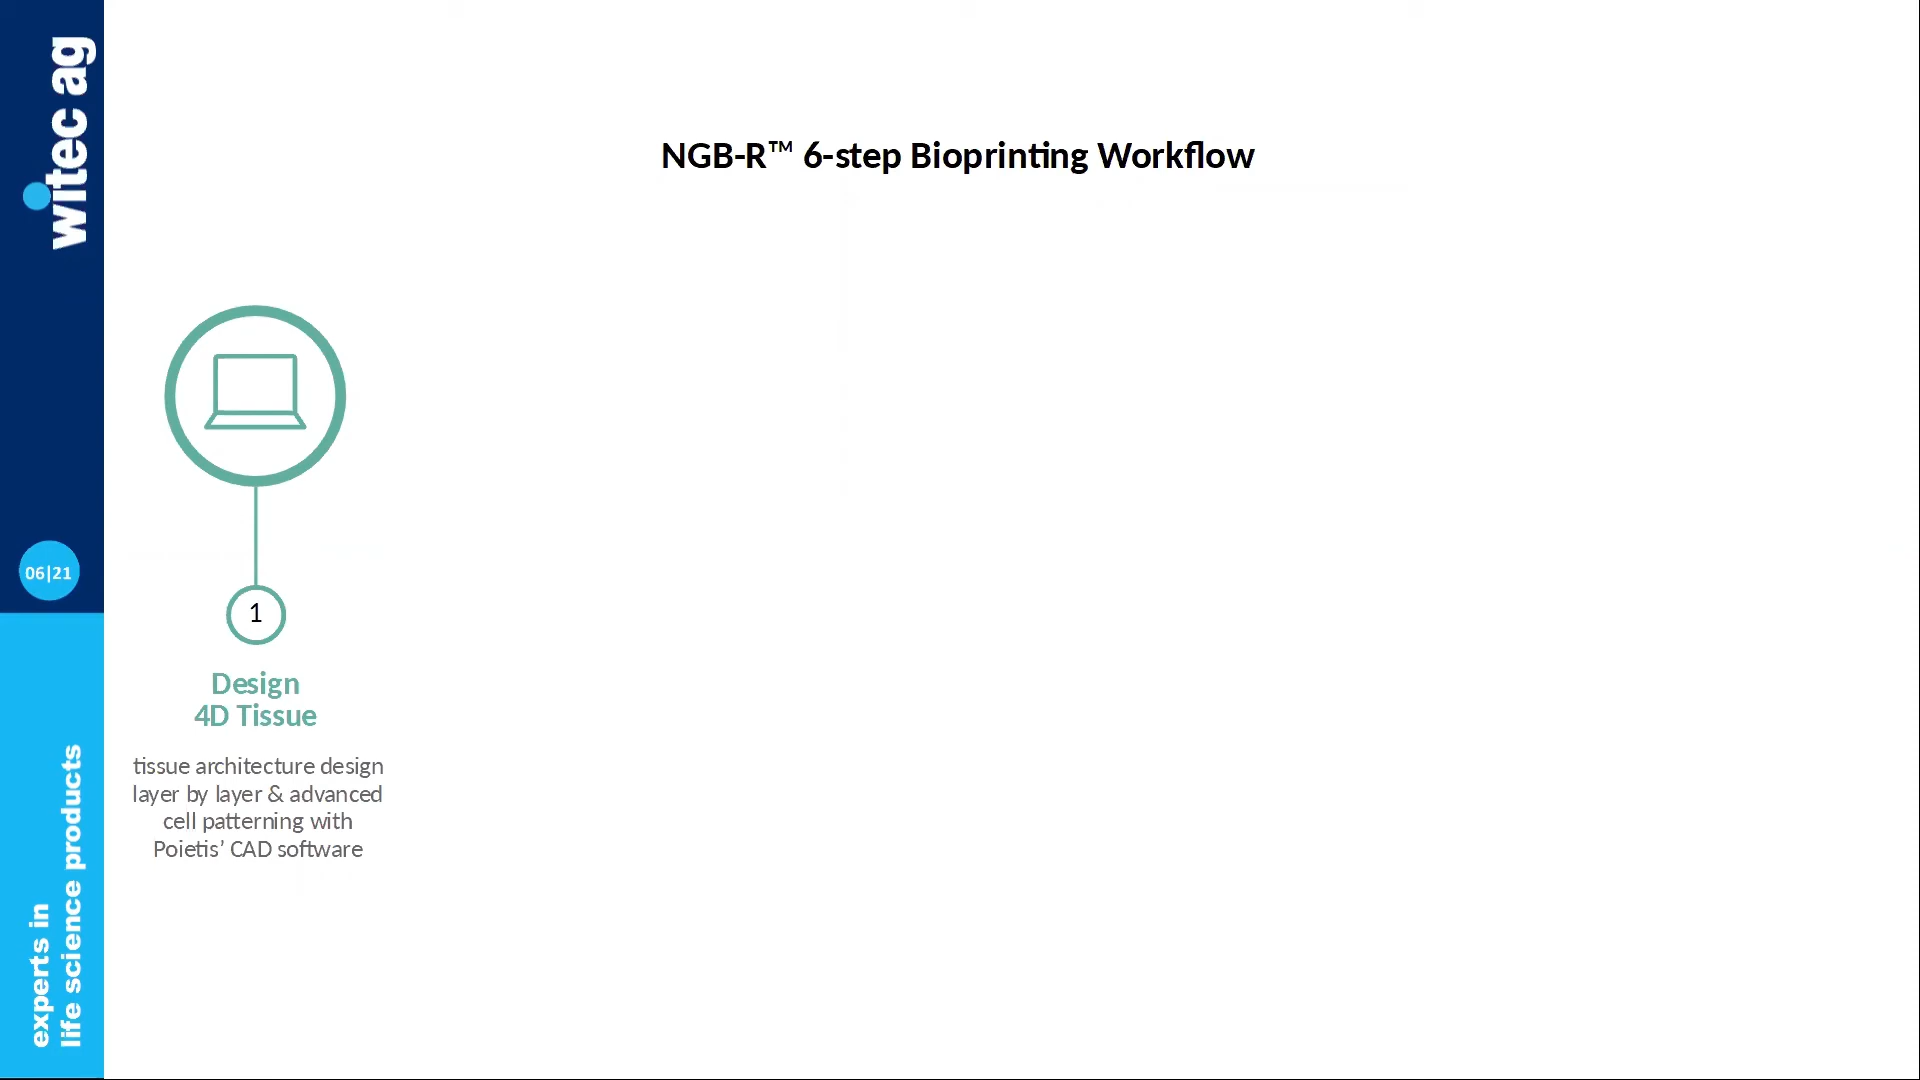 witec ag
NGB-R™ 6-step Bioprinting Workflow
06|21
1
Design
4D Tissue
tissue architecture design
layer by layer & advanced
cell patterning with
Poietis’ CAD software
experts in
life science products